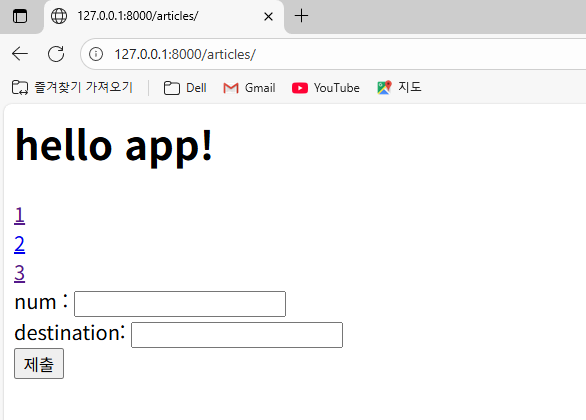 127.0.0.1:8000/articles/
127.0.0.1:8000/articles/
즐겨찾기 가져오기 Dell Gmail YouTube 지도
hello app!
1
2
3
num :
destination:
제출